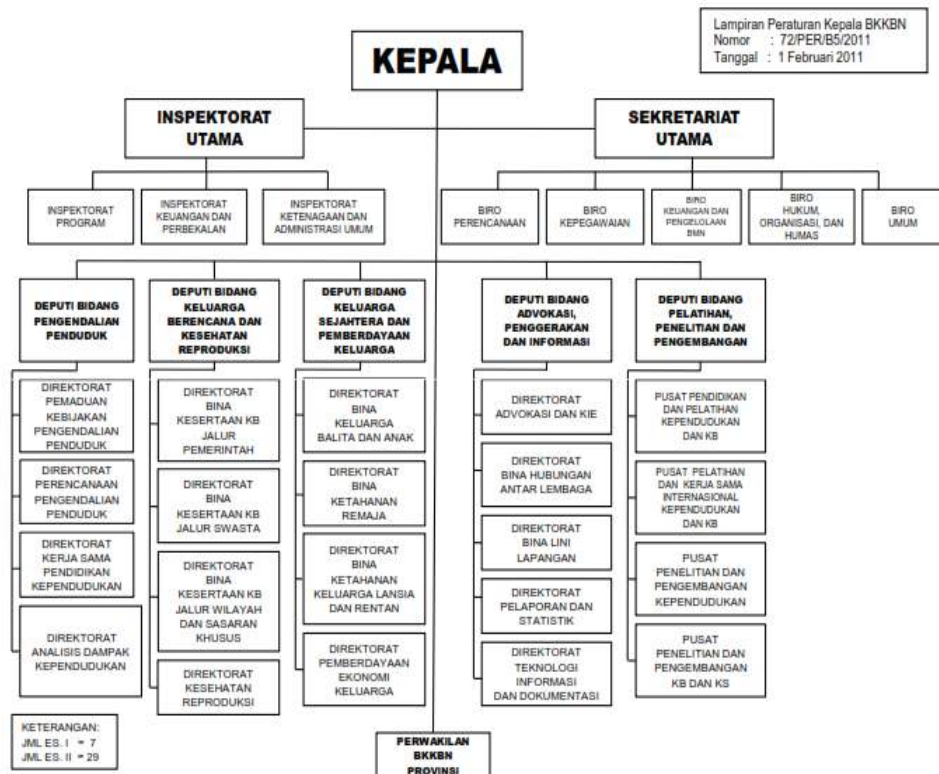 Lampiran Peraturan Kepala BKKBN
Nomor : 72/PER/B5/2011
Tanggal : 1 Februari 2011
KEPALA
INSPEKTORAT
UTAMA
SEKRETARIAT
UTAMA
INSPEKTORAT
PROGRAM
INSPEKTORAT
KEUANGAN DAN
PERBEKALAN
INSPEKTORAT
KETENAGAAN DAN
ADMINISTRASI UMUM
BIRO
PERENCANAAN
BIRO
KEPEGAWAIAN
BIRO
KEUANGAN DAN
PENGELOLAAN
BMN
BIRO
HUKUM,
ORGANISASI, DAN
HUMAS
BIRO
UMUM
DEPUTI BIDANG
PENGENDALIAN
PENDUDUK
DEPUTI BIDANG
KELUARGA
BERENCANA DAN
KESEHATAN
REPRODUKSI
DEPUTI BIDANG
KELUARGA
SEJAHTERA DAN
PEMBERDAYAAN
KELUARGA
DEPUTI BIDANG
ADVOKASI,
PENGGERAKAN
DAN INFORMASI
DEPUTI BIDANG
PELATIHAN,
PENELITIAN DAN
PENGEMBANGAN
DIREKTORAT
PEMADUAN
KEBIJAKAN
PENGENDALIAN
PENDUDUK
DIREKTORAT
PERENCANAAN
PENGENDALIAN
PENDUDUK
DIREKTORAT
KERJA SAMA
PENDIDIKAN
KEPENDUDUKAN
DIREKTORAT
ANALISIS DAMPAK
KEPENDUDUKAN
DIREKTORAT
BINA
KESERTAAN KB
JALUR
PEMERINTAH
DIREKTORAT
BINA
KESERTAAN KB
JALUR SWASTA
DIREKTORAT
BINA
KESERTAAN KB
JALUR WILAYAH
DAN SASARAN
KHUSUS
DIREKTORAT
KESEHATAN
REPRODUKSI
DIREKTORAT
BINA
KELUARGA
BALITA DAN ANAK
DIREKTORAT
BINA
KETAHANAN
REMAJA
DIREKTORAT
BINA
KETAHANAN
KELUARGA LANSIA
DAN RENTAN
DIREKTORAT
PEMBERDAYAAN
EKONOMI
KELUARGA
DIREKTORAT
ADVOKASI DAN KIE
DIREKTORAT
BINA HUBUNGAN
ANTAR LEMBAGA
DIREKTORAT
BINA LINI
LAPANGAN
DIREKTORAT
PELAPORAN DAN
STATISTIK
DIREKTORAT
TEKNOLOGI
INFORMASI
DAN DOKUMENTASI
PUSAT PENDIDIKAN
DAN PELATIHAN
KEPENDUDUKAN
DAN KB
PUSAT PELATIHAN
DAN KERJA SAMA
INTERNASIONAL
KEPENDUDUKAN
DAN KB
PUSAT
PENELITIAN DAN
PENGEMBANGAN
KEPENDUDUKAN
PUSAT
PENELITIAN DAN
PENGEMBANGAN
KB DAN KS
KETERANGAN:
JML ES. I = 7
JML ES. II = 29
PERWAKILAN
BKKBN
PROVINSI